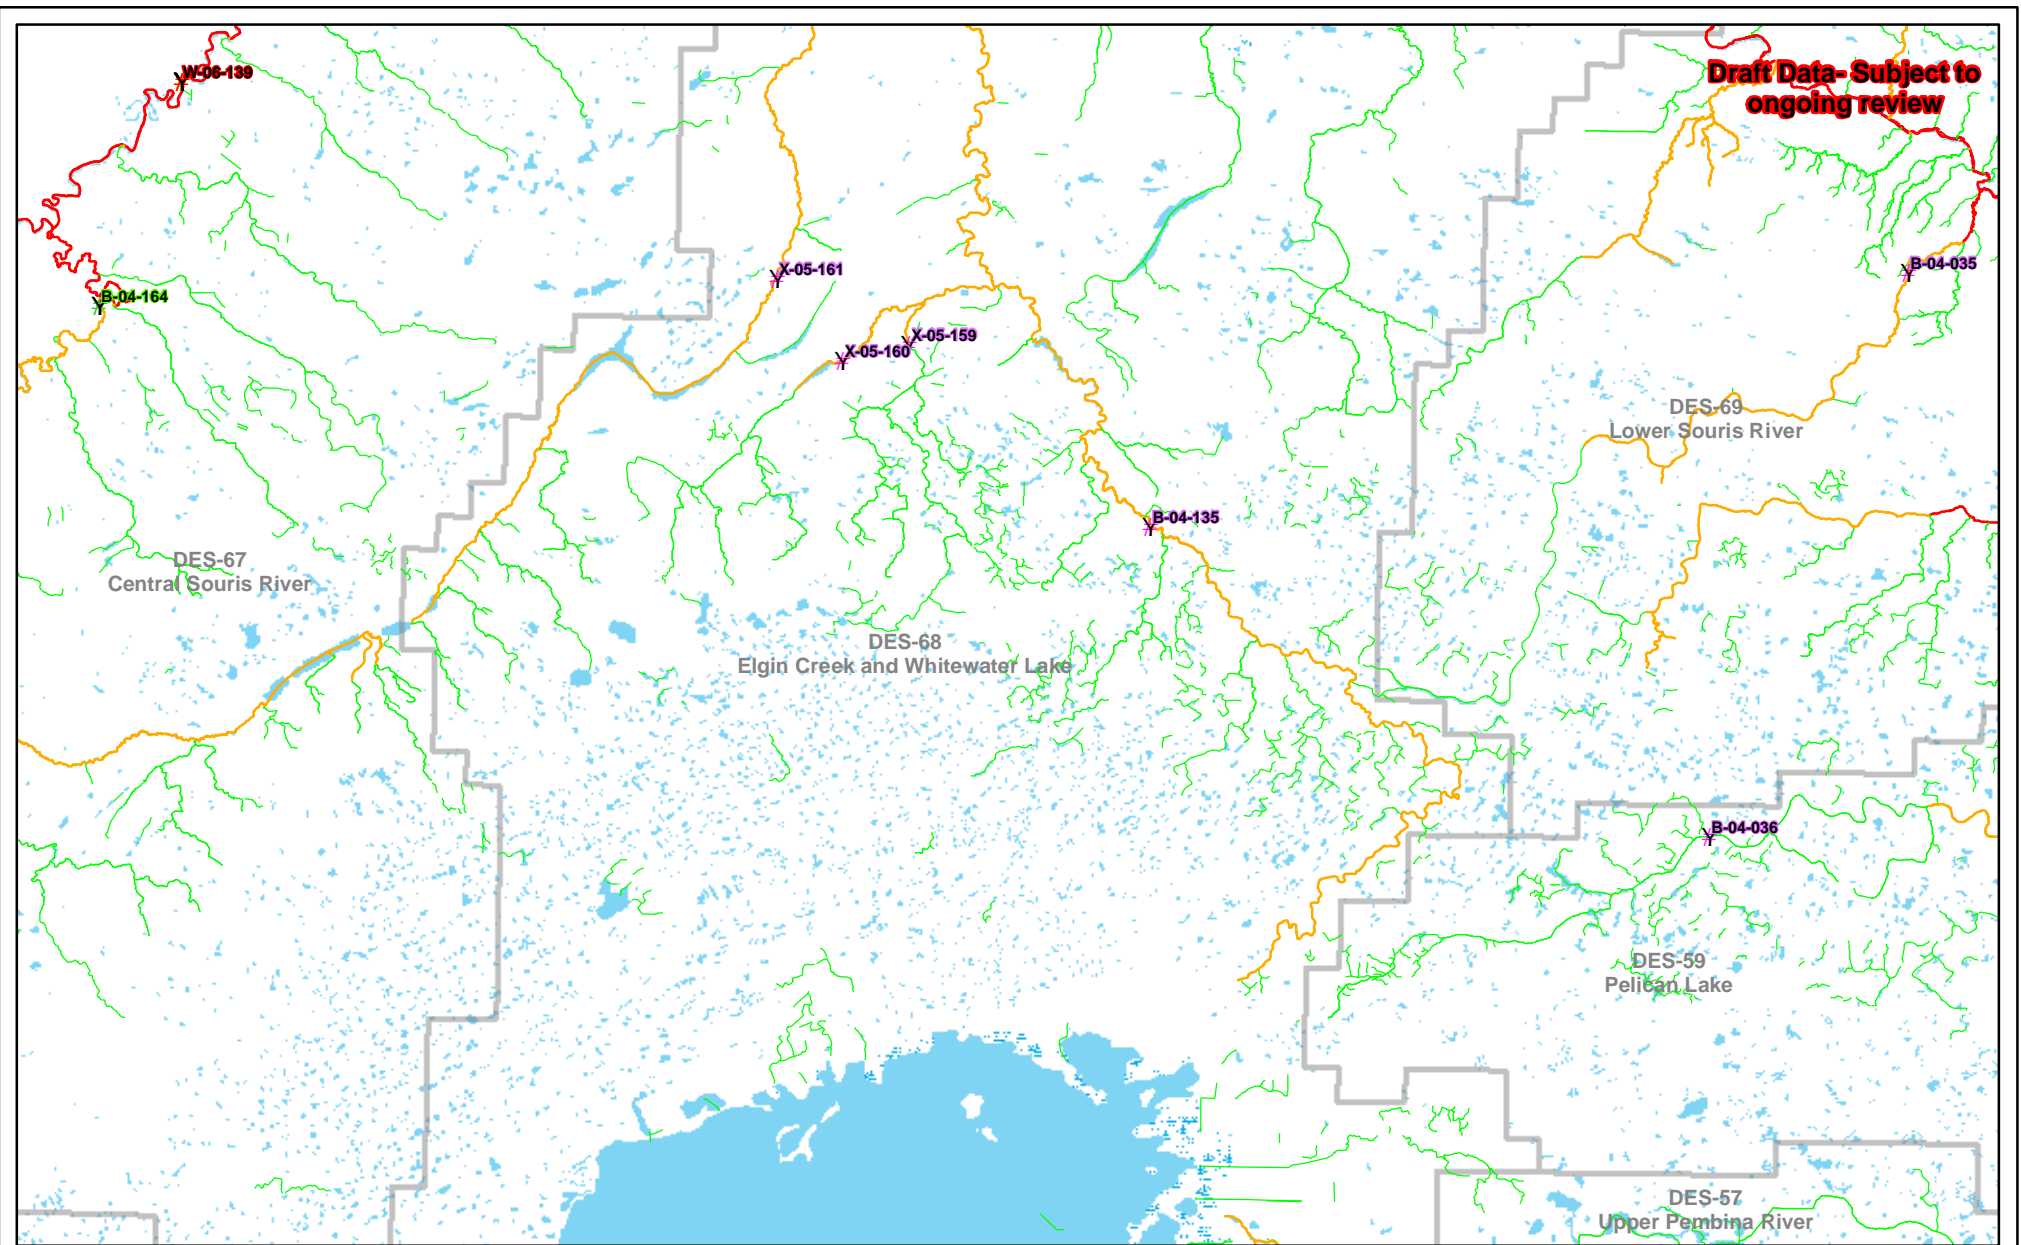 W-06-139
Draft Data- Subject to
ongoing review
X-05-161
B-04-035
B-04-164
X-05-159
X-05-160
DES-69
Lower Souris River
B-04-135
DES-67
Central Souris River
DES-68
Elgin Creek and Whitewater Lake
B-04-036
DES-59
Pelican Lake
DES-57
Upper Pembina River